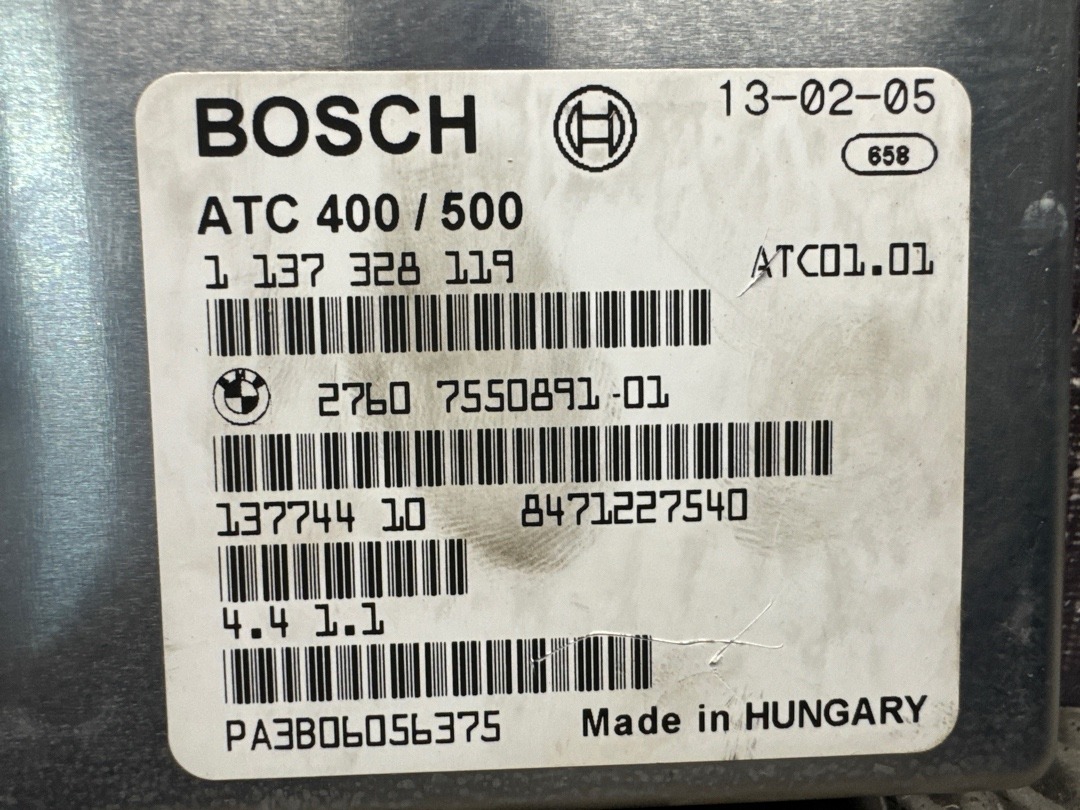 BOSCH 13-02-05
658
ATC 400 / 500
1 137 328 119 ATC01.01
2760 7550891-01
137744 10 8471227540
4.4 1.1
PA3B06056375 Made in HUNGARY